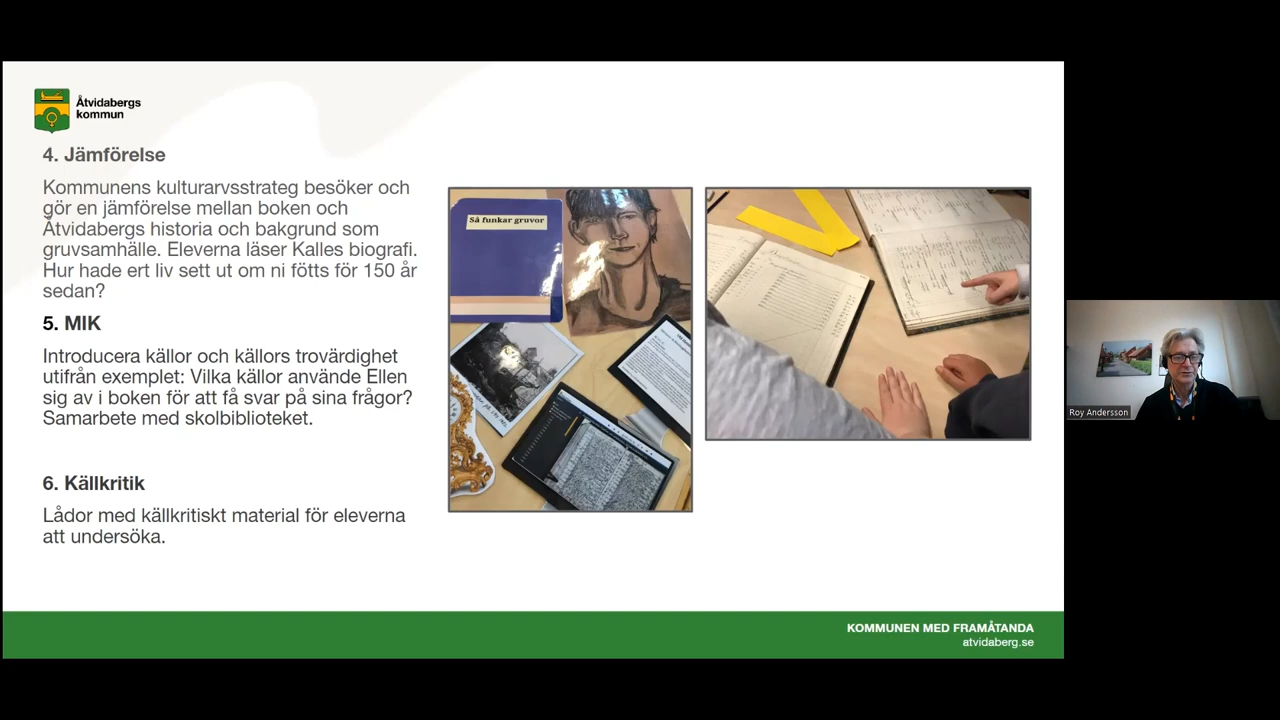 Åtvidabergs
kommun
4. Jämförelse
Kommunens kulturarvsstrateg besöker och
gör en jämförelse mellan boken och
Åtvidabergs historia och bakgrund som
gruvsamhälle. Eleverna läser Kalles biografi.
Hur hade ert liv sett ut om ni fötts för 150 år
sedan?
5. MIK
Introducera källor och källors trovärdighet
utifrån exemplet: Vilka källor använde Ellen
sig av i boken för att få svar på sina frågor?
Samarbete med skolbiblioteket.
6. Källkritik
Lådor med källkritiskt material för eleverna
att undersöka.
Så funkar gruvor
Roy Andersson
KOMMUNEN MED FRAMÅTANDA
atvidaberg.se